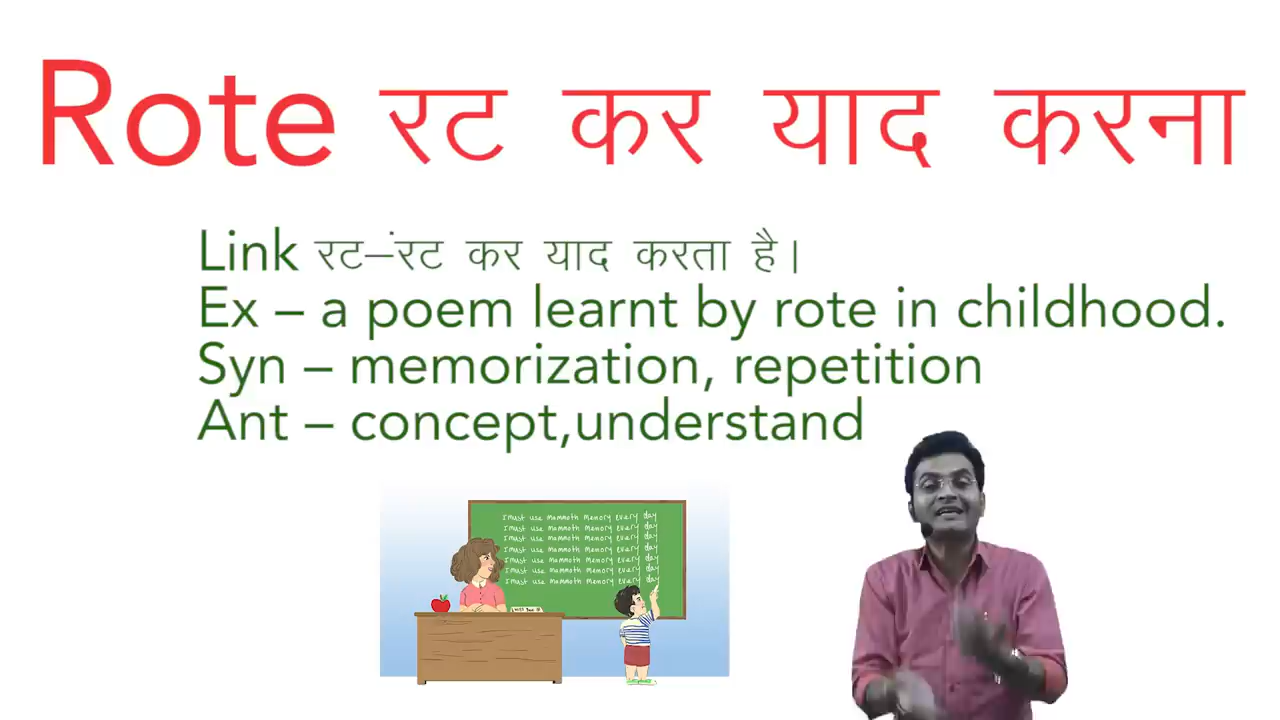 Rote रट कर याद करना
Link रट–रंट कर याद करता है।
Ex – a poem learnt by rote in childhood.
Syn – memorization, repetition
Ant – concept,understand
I must use mammoth memory every day
I must use mammoth memory every day
I must use mammoth memory every day
I must use mammoth memory every day
I must use mammoth memory every day
I must use mammoth memory every day
I must use mammoth memory every day